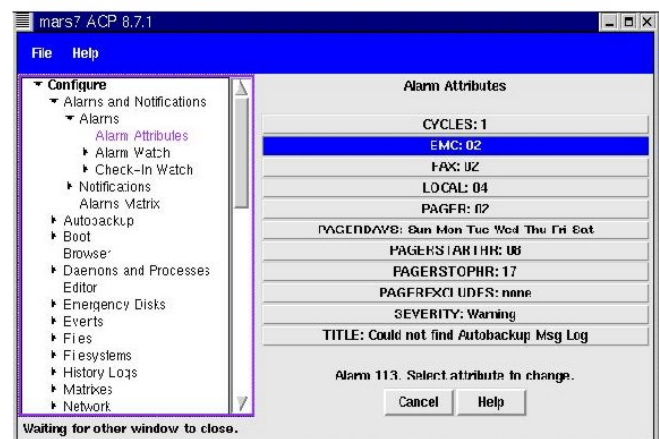 mars7 ACP 8.7.1
File Help
Configure
Alarms and Notifications
Alarms
Alarm Attributes
Alarm Watch
Check-In Watch
Notifications
Alarms Matrix
Autobackup
Boot
Browser
Daemons and Processes
Editor
Emergency Disks
Events
Files
Filesystems
History Logs
Matrixes
Network
Alarm Attributes
CYCLES: 1
EMC: 02
FAX: 02
LOCAL: 04
PAGER: 02
PAGERDAYS: Sun Mon Tue Wed Thu Fri Sat
PAGERSTARTHR: 08
PAGERSTOPHR: 17
PAGEREXCLUDES: none
SEVERITY: Warning
TITLE: Could not find Autobackup Msg Log
Alarm 113. Select attribute to change.
Cancel Help
Waiting for other window to close.